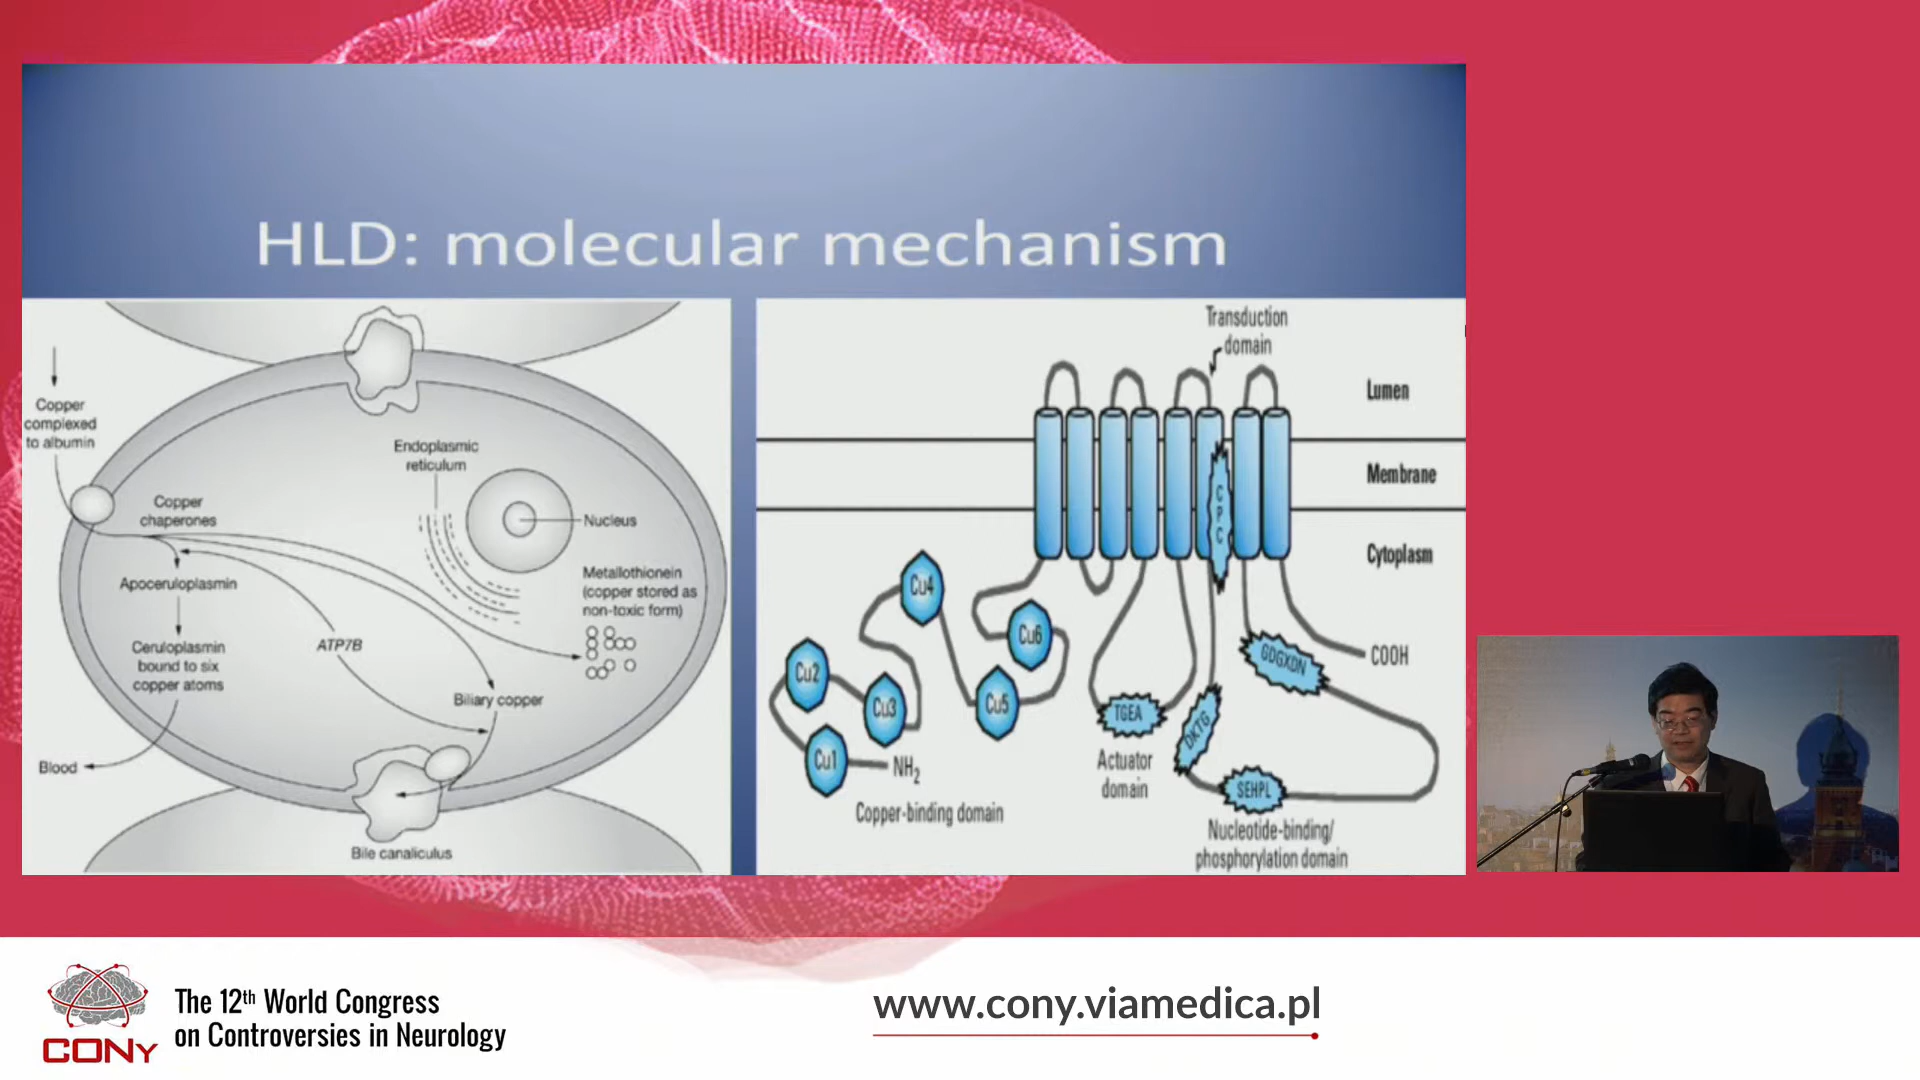 HLD: molecular mechanism
Copper
complexed
to albumin
Copper
chaperones
Endoplasmic
reticulum
Nucleus
Metallothionein
(copper stored as
non-toxic form)
Apoceruloplasmin
ATP7B
Ceruloplasmin
bound to six
copper atoms
Biliary copper
Blood
Bile canaliculus
Transduction
domain
Lumen
Membrane
CPC
Cytoplasm
Cu4
Cu6
Cu2
Cu3
Cu5
Cu1
NH2
Copper-binding domain
COOH
GDGXDN
TGEA
DKTG
Actuator
domain
SEHPL
Nucleotide-binding/
phosphorylation domain
CONy
The 12th World Congress
on Controversies in Neurology
www.cony.viamedica.pl